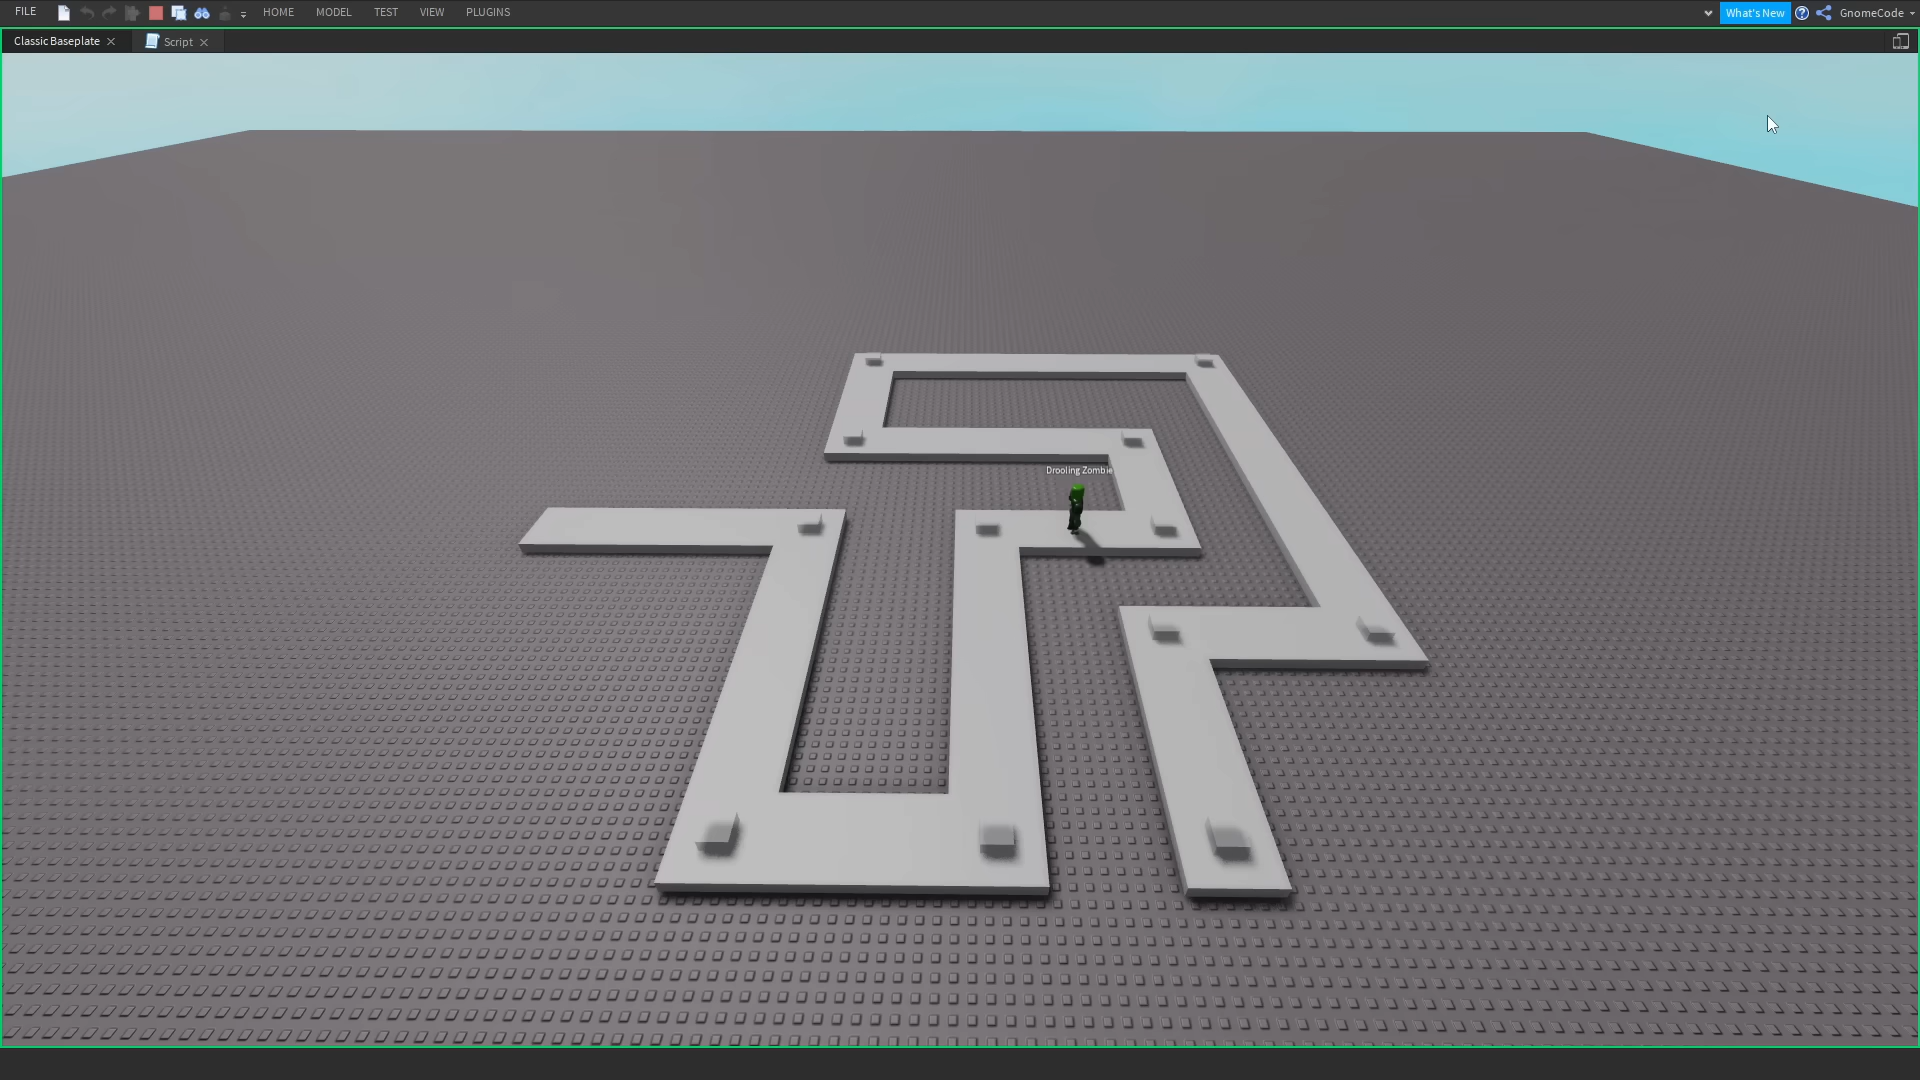 FILE HOME MODEL TEST VIEW PLUGINS What's New ? GnomeCode
Classic Baseplate Script
Drooling Zombie